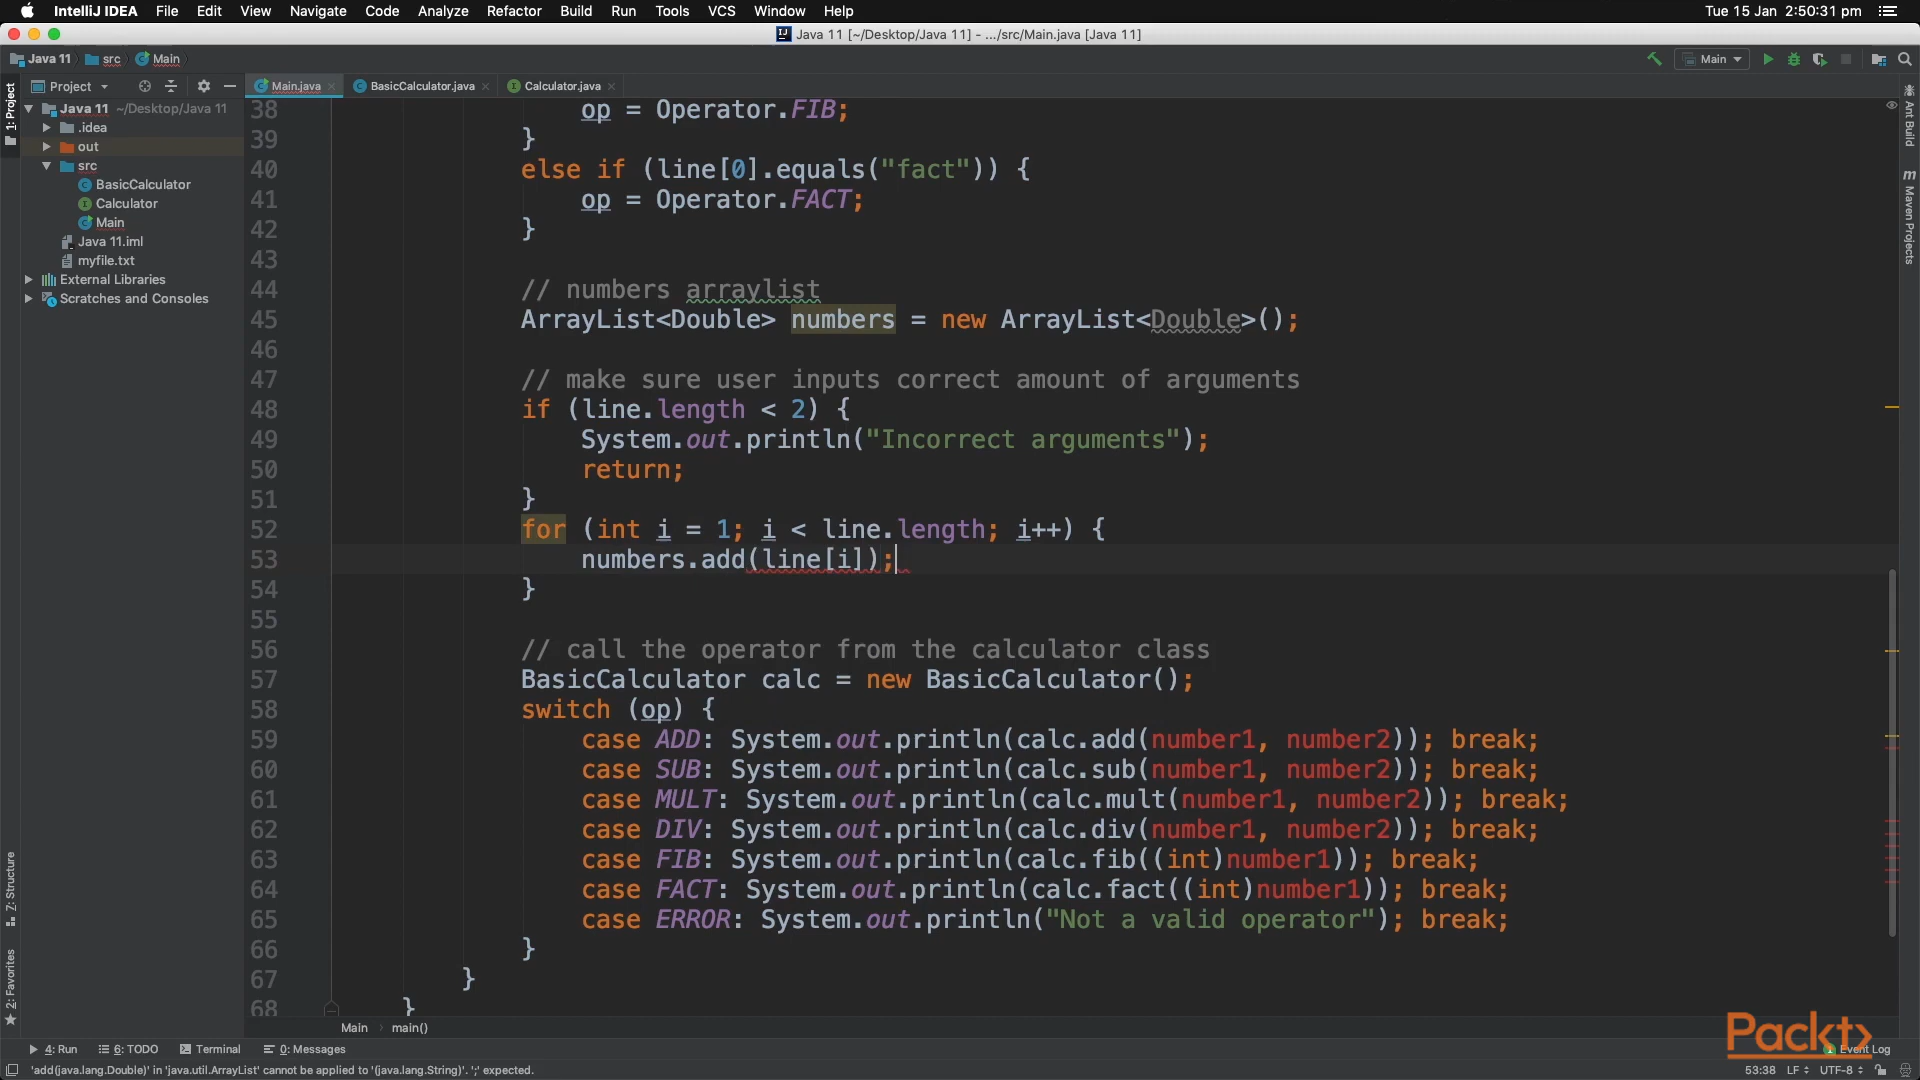 IntelliJ IDEA File Edit View Navigate Code Analyze Refactor Build Run Tools VCS Window Help Tue 15 Jan 2:50:31 pm
Java 11 [~/Desktop/Java 11] - .../src/Main.java [Java 11]
Java 11 src Main Main
Project Main.java BasicCalculator.java Calculator.java
Java 11 ~/Desktop/Java 11
.idea
out
src
BasicCalculator
Calculator
Main
Java 11.iml
myfile.txt
External Libraries
Scratches and Consoles
1: Project
Z: Structure
2: Favorites
Ant Build
Maven Projects
38 op = Operator.FIB;
39 }
40 else if (line[0].equals("fact")) {
41 op = Operator.FACT;
42 }
43
44 // numbers arraylist
45 ArrayList<Double> numbers = new ArrayList<Double>();
46
47 // make sure user inputs correct amount of arguments
48 if (line.length < 2) {
49 System.out.println("Incorrect arguments");
50 return;
51 }
52 for (int i = 1; i < line.length; i++) {
53 numbers.add(line[i]);
54 }
55
56 // call the operator from the calculator class
57 BasicCalculator calc = new BasicCalculator();
58 switch (op) {
59 case ADD: System.out.println(calc.add(number1, number2)); break;
60 case SUB: System.out.println(calc.sub(number1, number2)); break;
61 case MULT: System.out.println(calc.mult(number1, number2)); break;
62 case DIV: System.out.println(calc.div(number1, number2)); break;
63 case FIB: System.out.println(calc.fib((int)number1)); break;
64 case FACT: System.out.println(calc.fact((int)number1)); break;
65 case ERROR: System.out.println("Not a valid operator"); break;
66 }
67 }
68 }
Main main()
Packt>
4: Run 6: TODO Terminal 0: Messages 1 Event Log
'add(java.lang.Double)' in 'java.util.ArrayList' cannot be applied to '(java.lang.String)'. ';' expected. 53:38 LF UTF-8